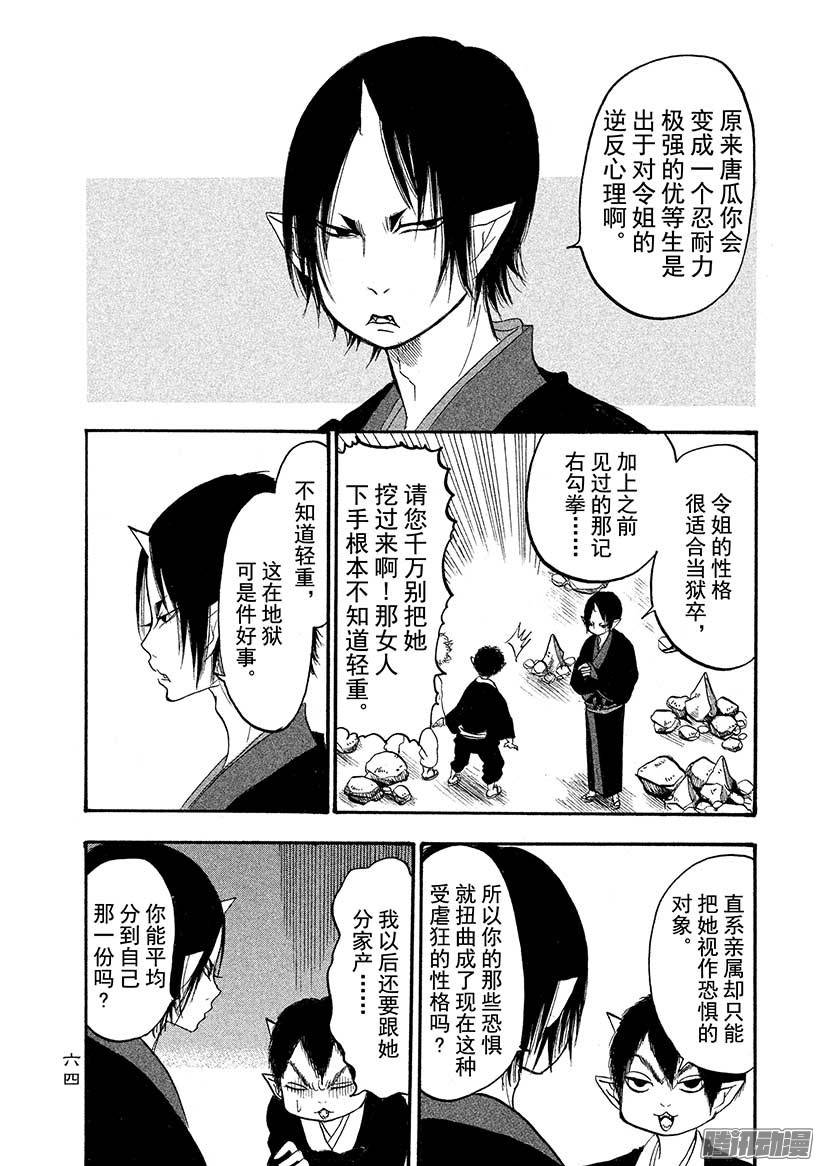 原来唐瓜你会
变成一个忍耐力
极强的优等生是
出于对令姐的
逆反心理啊。
令姐的性格
很适合当狱卒，
加上之前
见过的那记
右勾拳……
请您千万别把她
挖过来啊！那女人
下手根本不知道轻重。
不知道轻重，
这在地狱
可是件好事。
直系亲属却只能
把她视作恐惧的
对象。
所以你的那些恐惧
就扭曲成了现在这种
受虐狂的性格吗？
我以后还要跟她
分家产……
你能平均
分到自己
那一份吗？
六四
腾讯动漫